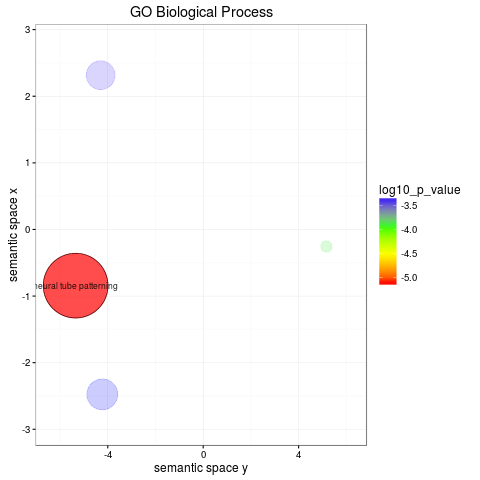 GO Biological Process
3
2
1
0
-1
-2
-3
semantic space x
neural tube patterning
-4
0
4
semantic space y
log10_p_value
-3.5
-4.0
-4.5
-5.0